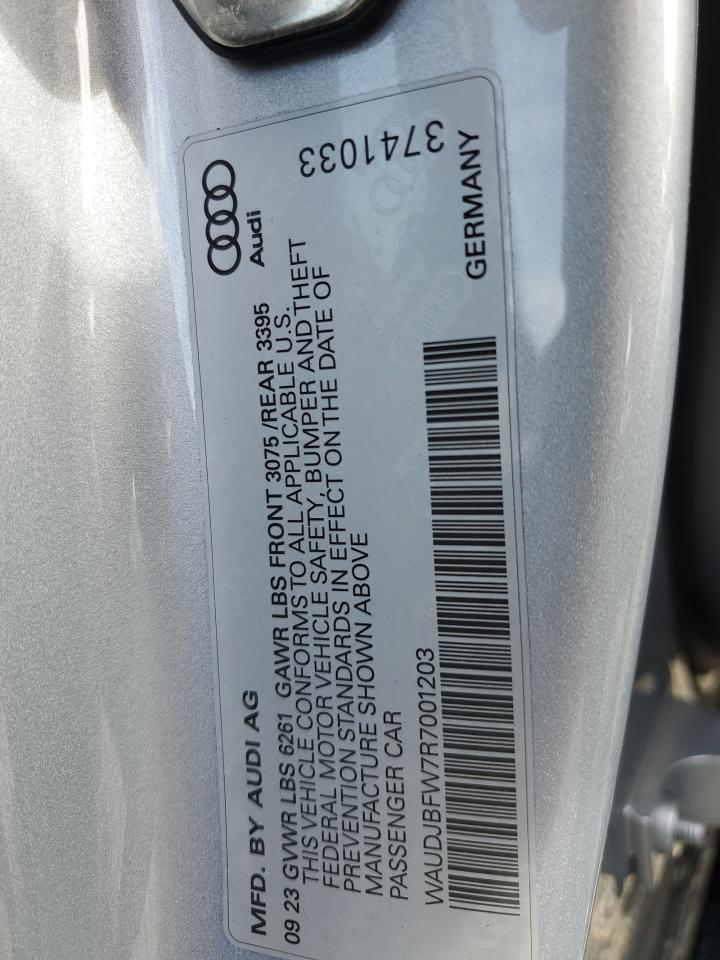 MFD. BY AUDI AG
Audi
09 23 GVWR LBS 6261 GAWR LBS FRONT 3075 /REAR 3395
THIS VEHICLE CONFORMS TO ALL APPLICABLE U.S.
FEDERAL MOTOR VEHICLE SAFETY, BUMPER AND THEFT
PREVENTION STANDARDS IN EFFECT ON THE DATE OF
MANUFACTURE SHOWN ABOVE
PASSENGER CAR
WAUDJBFW7R7001203
GERMANY
3741033